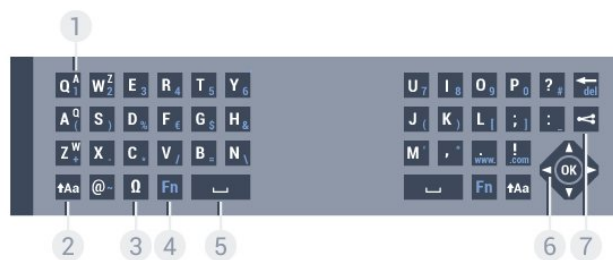 1
Q A 1 W Z 2 E 3 R 4 T 5 Y 6 U 7 I 8 O 9 P 0 ? # del
A Q ( S ) D % F € G $ H & J ( K ) L [ ; ] : _
Z W + X - C * V / B = N \ M ' , " . www. ! .com OK
Aa @ ~ Ω Fn Fn Aa
2 3 4 5 6 7